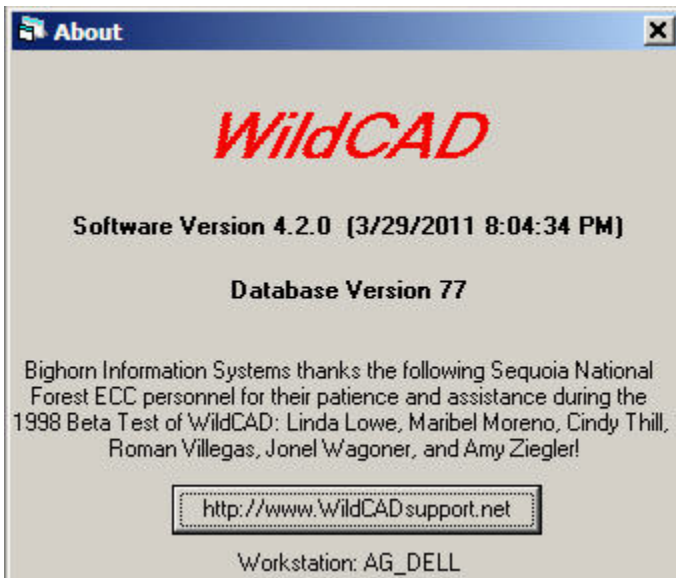 About
WildCAD
Software Version 4.2.0 (3/29/2011 8:04:34 PM)
Database Version 77
Bighorn Information Systems thanks the following Sequoia National
Forest ECC personnel for their patience and assistance during the
1998 Beta Test of WildCAD: Linda Lowe, Maribel Moreno, Cindy Thill,
Roman Villegas, Jonel Wagoner, and Amy Ziegler!
http://www.WildCADsupport.net
Workstation: AG_DELL